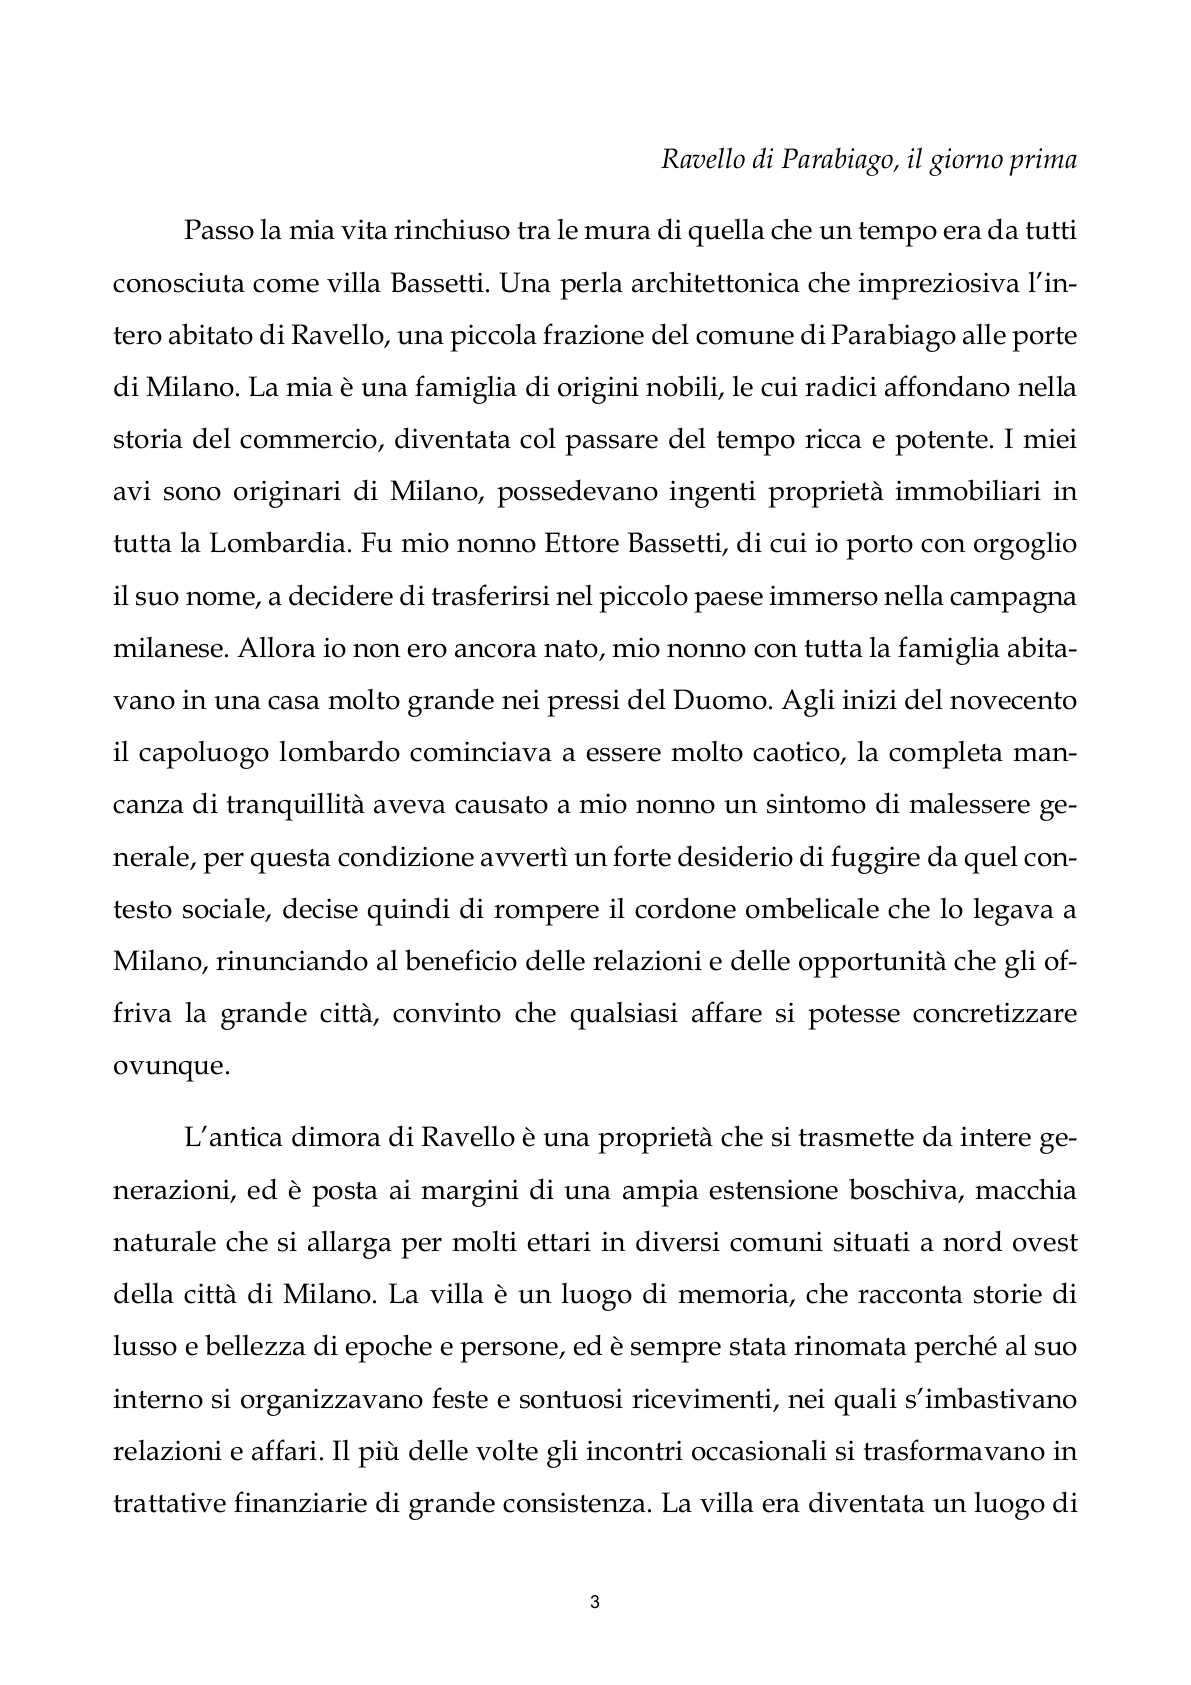 Ravello di Parabiago, il giorno prima
Passo la mia vita rinchiuso tra le mura di quella che un tempo era da tutti
conosciuta come villa Bassetti. Una perla architettonica che impreziosiva l’in-
tero abitato di Ravello, una piccola frazione del comune di Parabiago alle porte
di Milano. La mia è una famiglia di origini nobili, le cui radici affondano nella
storia del commercio, diventata col passare del tempo ricca e potente. I miei
avi sono originari di Milano, possedevano ingenti proprietà immobiliari in
tutta la Lombardia. Fu mio nonno Ettore Bassetti, di cui io porto con orgoglio
il suo nome, a decidere di trasferirsi nel piccolo paese immerso nella campagna
milanese. Allora io non ero ancora nato, mio nonno con tutta la famiglia abita-
vano in una casa molto grande nei pressi del Duomo. Agli inizi del novecento
il capoluogo lombardo cominciava a essere molto caotico, la completa man-
canza di tranquillità aveva causato a mio nonno un sintomo di malessere ge-
nerale, per questa condizione avvertì un forte desiderio di fuggire da quel con-
testo sociale, decise quindi di rompere il cordone ombelicale che lo legava a
Milano, rinunciando al beneficio delle relazioni e delle opportunità che gli of-
friva la grande città, convinto che qualsiasi affare si potesse concretizzare
ovunque.
L’antica dimora di Ravello è una proprietà che si trasmette da intere ge-
nerazioni, ed è posta ai margini di una ampia estensione boschiva, macchia
naturale che si allarga per molti ettari in diversi comuni situati a nord ovest
della città di Milano. La villa è un luogo di memoria, che racconta storie di
lusso e bellezza di epoche e persone, ed è sempre stata rinomata perché al suo
interno si organizzavano feste e sontuosi ricevimenti, nei quali s’imbastivano
relazioni e affari. Il più delle volte gli incontri occasionali si trasformavano in
trattative finanziarie di grande consistenza. La villa era diventata un luogo di
3